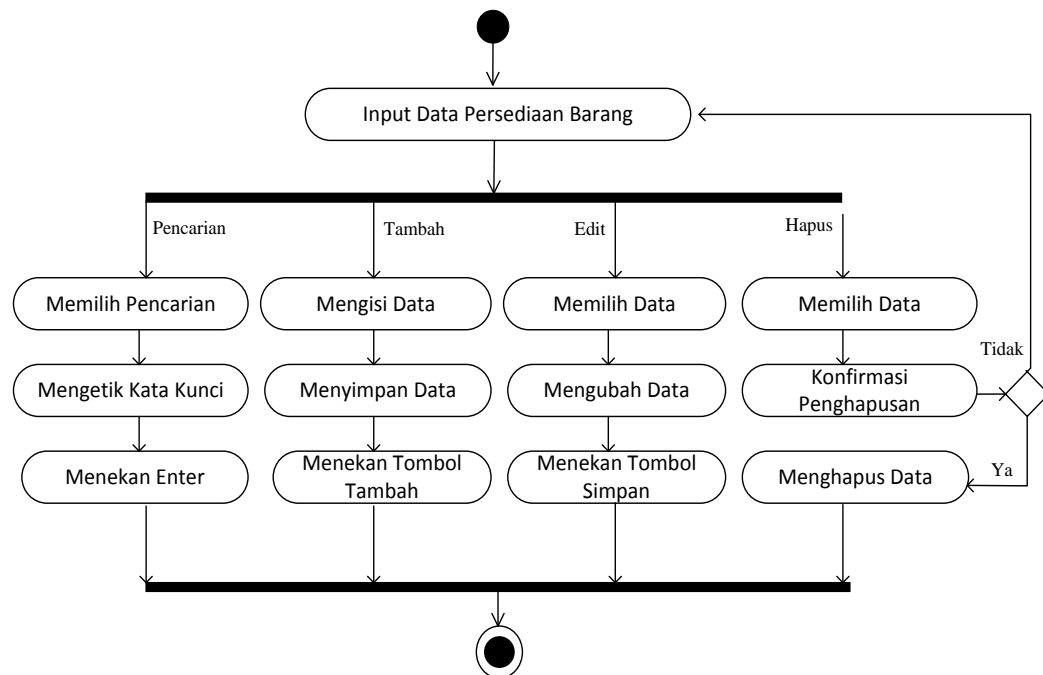 Input Data Persediaan Barang
Pencarian
Tambah
Edit
Hapus
Memilih Pencarian
Mengisi Data
Memilih Data
Memilih Data
Tidak
Mengetik Kata Kunci
Menyimpan Data
Mengubah Data
Konfirmasi
Penghapusan
Menekan Enter
Menekan Tombol
Tambah
Menekan Tombol
Simpan
Menghapus Data
Ya